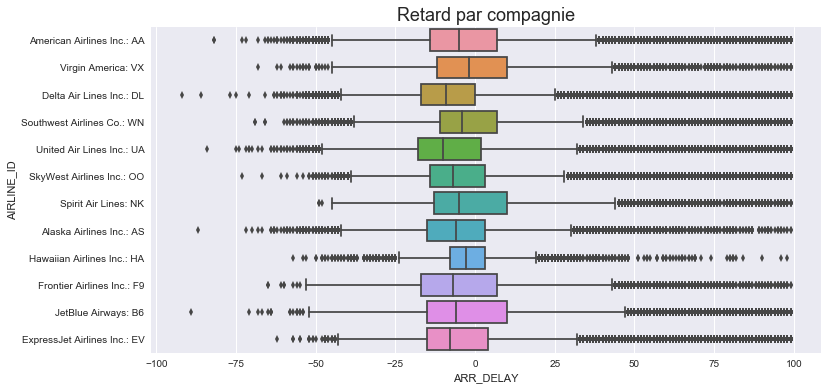 Retard par compagnie
AIRLINE_ID
American Airlines Inc.: AA
Virgin America: VX
Delta Air Lines Inc.: DL
Southwest Airlines Co.: WN
United Air Lines Inc.: UA
SkyWest Airlines Inc.: OO
Spirit Air Lines: NK
Alaska Airlines Inc.: AS
Hawaiian Airlines Inc.: HA
Frontier Airlines Inc.: F9
JetBlue Airways: B6
ExpressJet Airlines Inc.: EV
−100 −75 −50 −25 0 25 50 75 100
ARR_DELAY